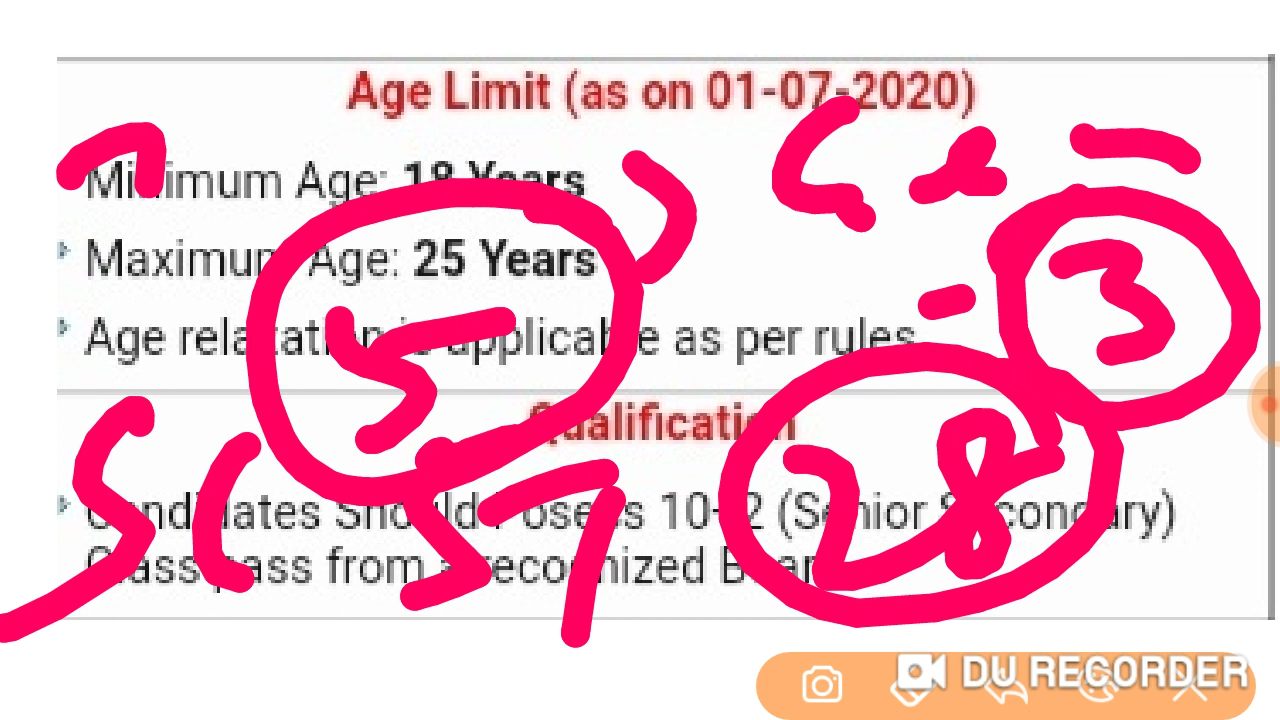 Age Limit (as on 01-07-2020)
Minimum Age: 18 Years
Maximum Age: 25 Years
Age relaxation is applicable as per rules
3
5
Qualification
28
SC ST
Candidates Should Posess 10+2 (Senior Secondary)
Class pass from a recognized Board
DU RECORDER